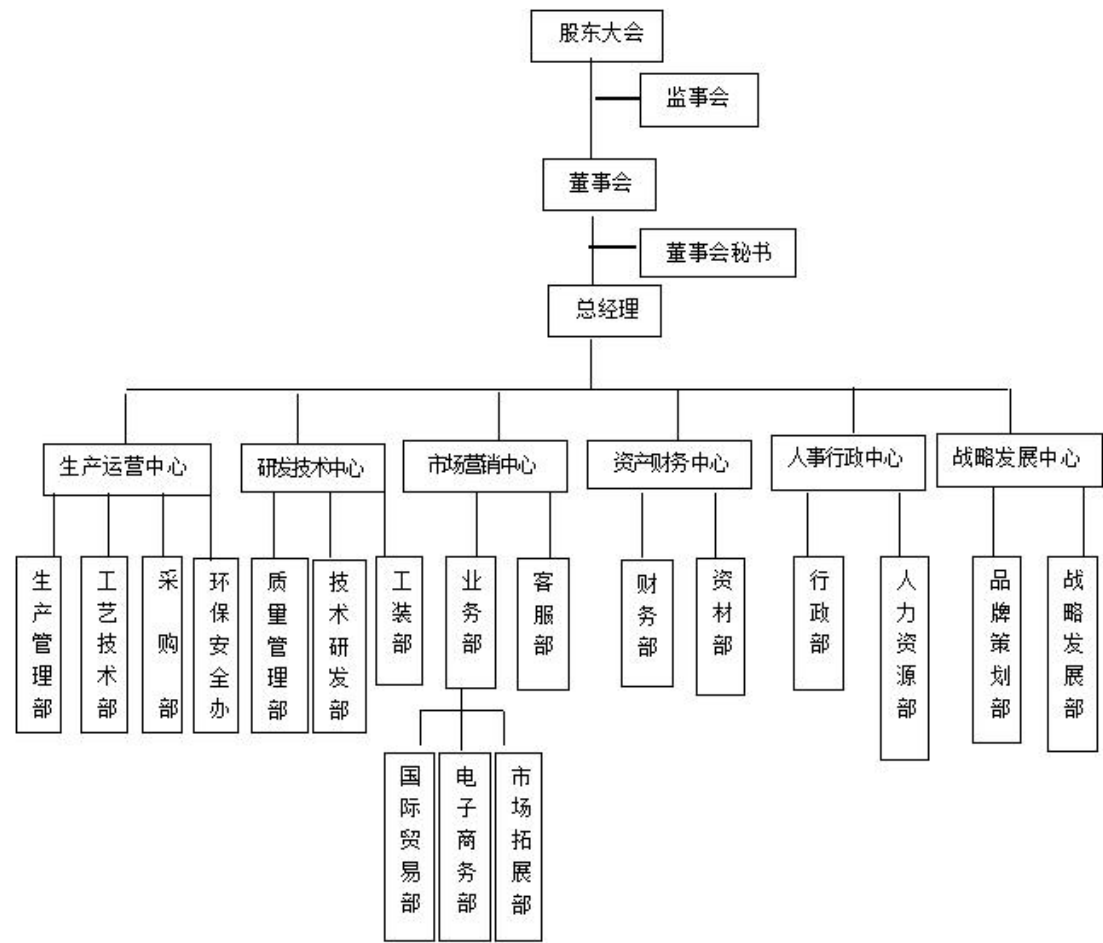 股东大会
监事会
董事会
董事会秘书
总经理
生产运营中心
研发技术中心
市场营销中心
资产财务中心
人事行政中心
战略发展中心
生产管理部
工艺技术部
采购部
环保安全办
质量管理部
技术研发部
工装部
业务部
客服部
财务部
资材部
行政部
人力资源部
品牌策划部
战略发展部
国际贸易部
电子商务部
市场拓展部